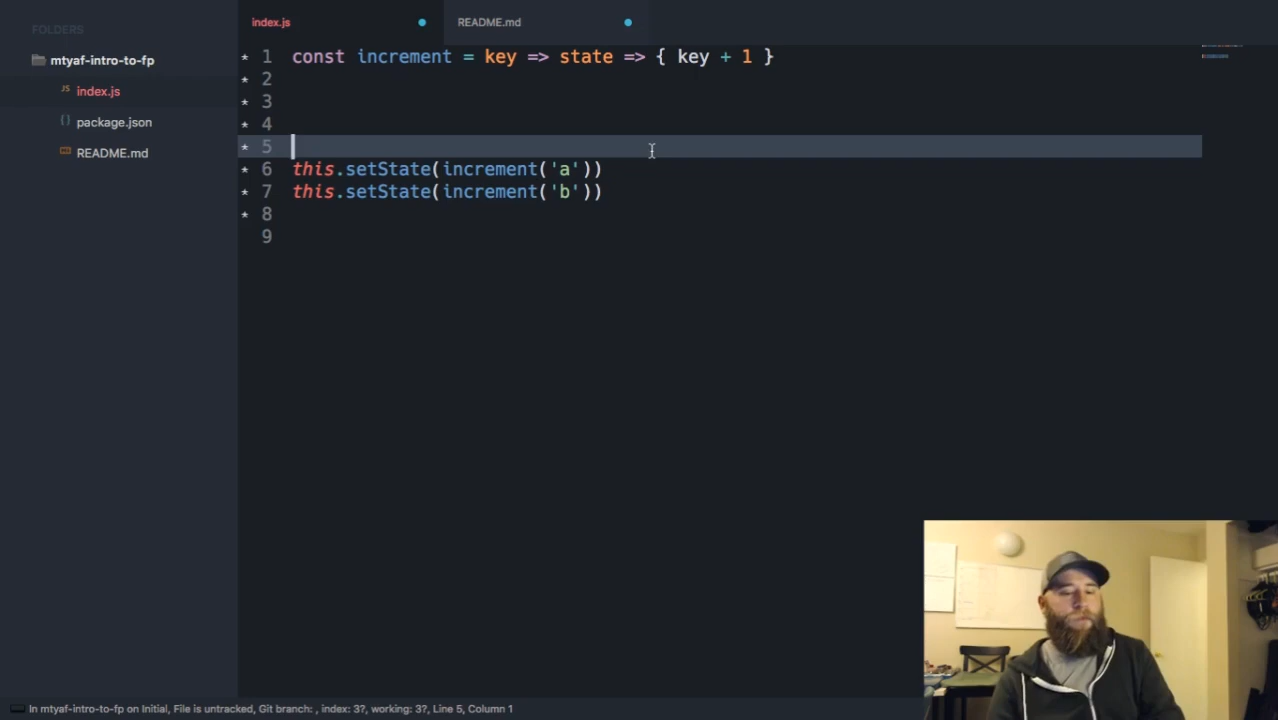 FOLDERS
mtyaf-intro-to-fp
JS index.js
{} package.json
README.md
index.js
README.md
* 1 const increment = key => state => { key + 1 }
* 2
* 3
* 4
* 5
* 6 this.setState(increment('a'))
* 7 this.setState(increment('b'))
* 8
9
In mtyaf-intro-to-fp on Initial, File is untracked, Git branch: , index: 3?, working: 3?, Line 5, Column 1